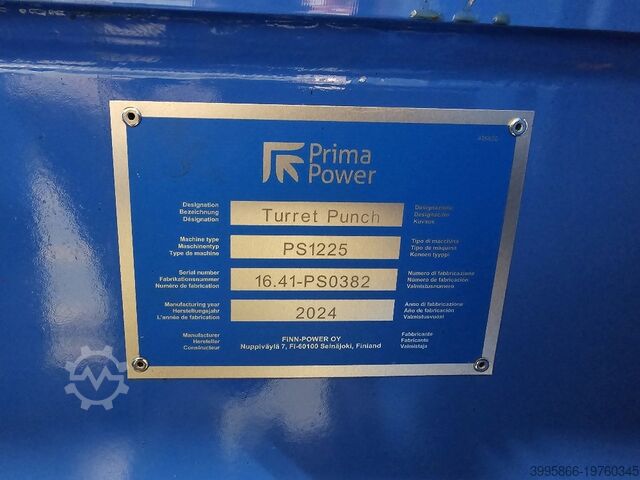 Prima
Power
Designation
Bezeichnung
Désignation
Turret Punch
Designazione
Designación
Kuvaus
Machine type
Maschinentyp
Type de machine
PS1225
Tipo di macchina
Tipo de máquina
Koneen tyyppi
Serial number
Fabrikationsnummer
Numéro de fabrication
16.41-PS0382
Numero di fabbricazione
Número de fabricación
Valmistusnumero
Manufacturing year
Herstellungsjahr
L'année de fabrication
2024
Anno di fabbricazione
Año de fabricación
Valmistusvuosi
Manufacturer
Hersteller
Constructeur
FINN-POWER OY
Nuppiväylä 7, FI-60100 Seinäjoki, Finland
Fabbricante
Fabricante
Valmistaja
3995866-19760345